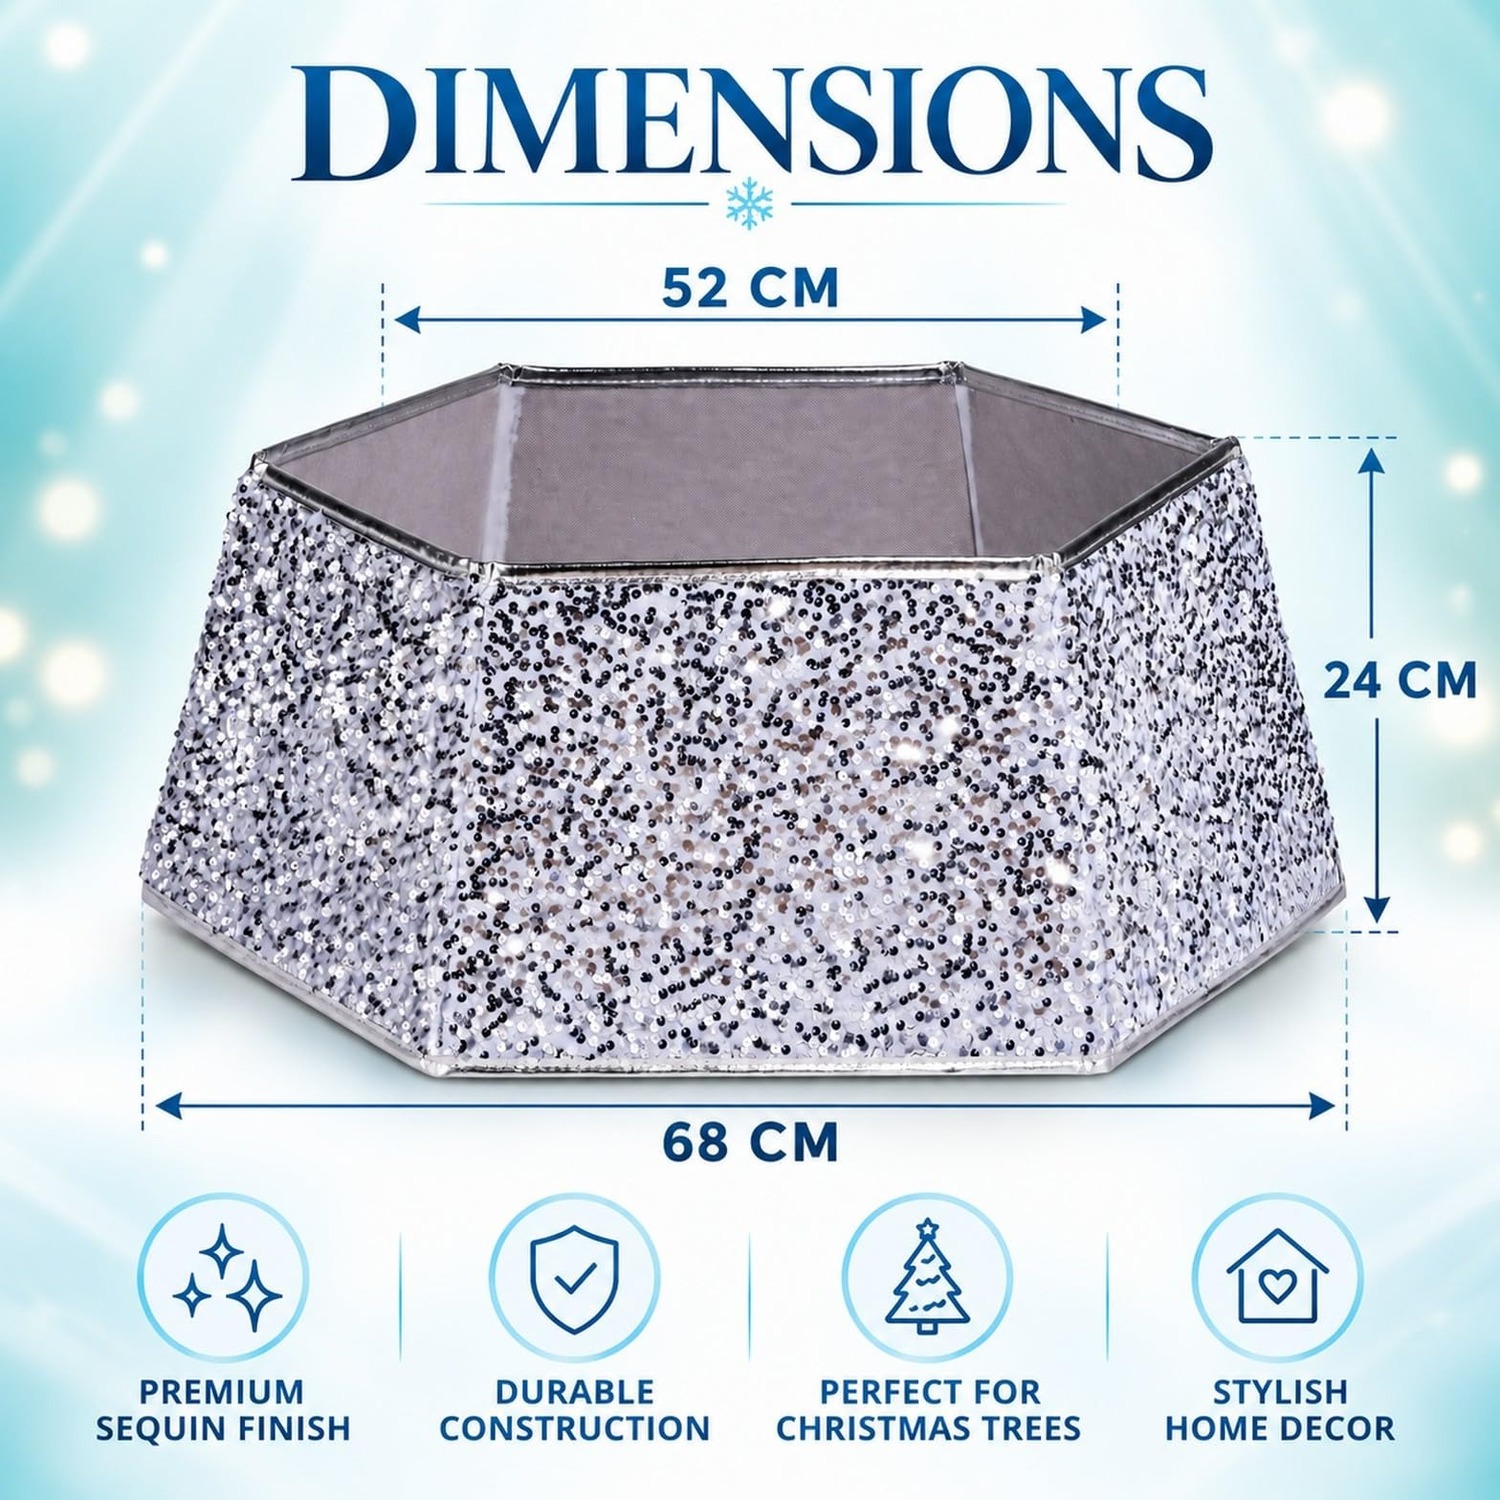 DIMENSIONS
52 CM
24 CM
68 CM
PREMIUM
SEQUIN FINISH
DURABLE
CONSTRUCTION
PERFECT FOR
CHRISTMAS TREES
STYLISH
HOME DECOR